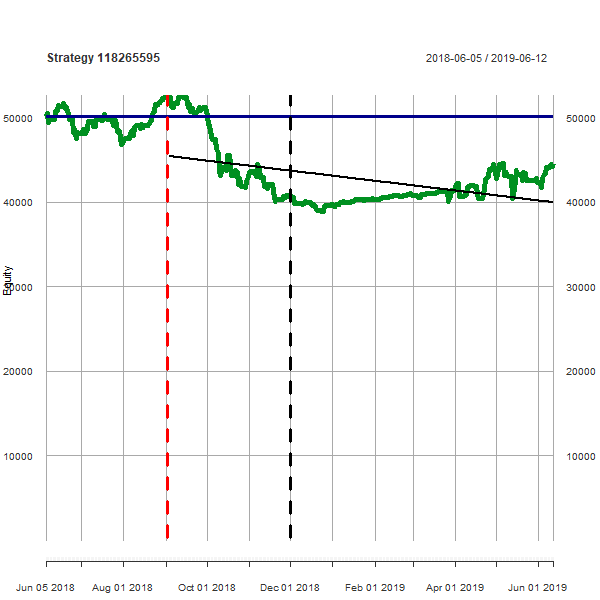 Strategy 118265595 2018-06-05 / 2019-06-12
50000 50000
40000 40000
Equity
30000 30000
20000 20000
10000 10000
Jun 05 2018 Aug 01 2018 Oct 01 2018 Dec 01 2018 Feb 01 2019 Apr 01 2019 Jun 01 2019